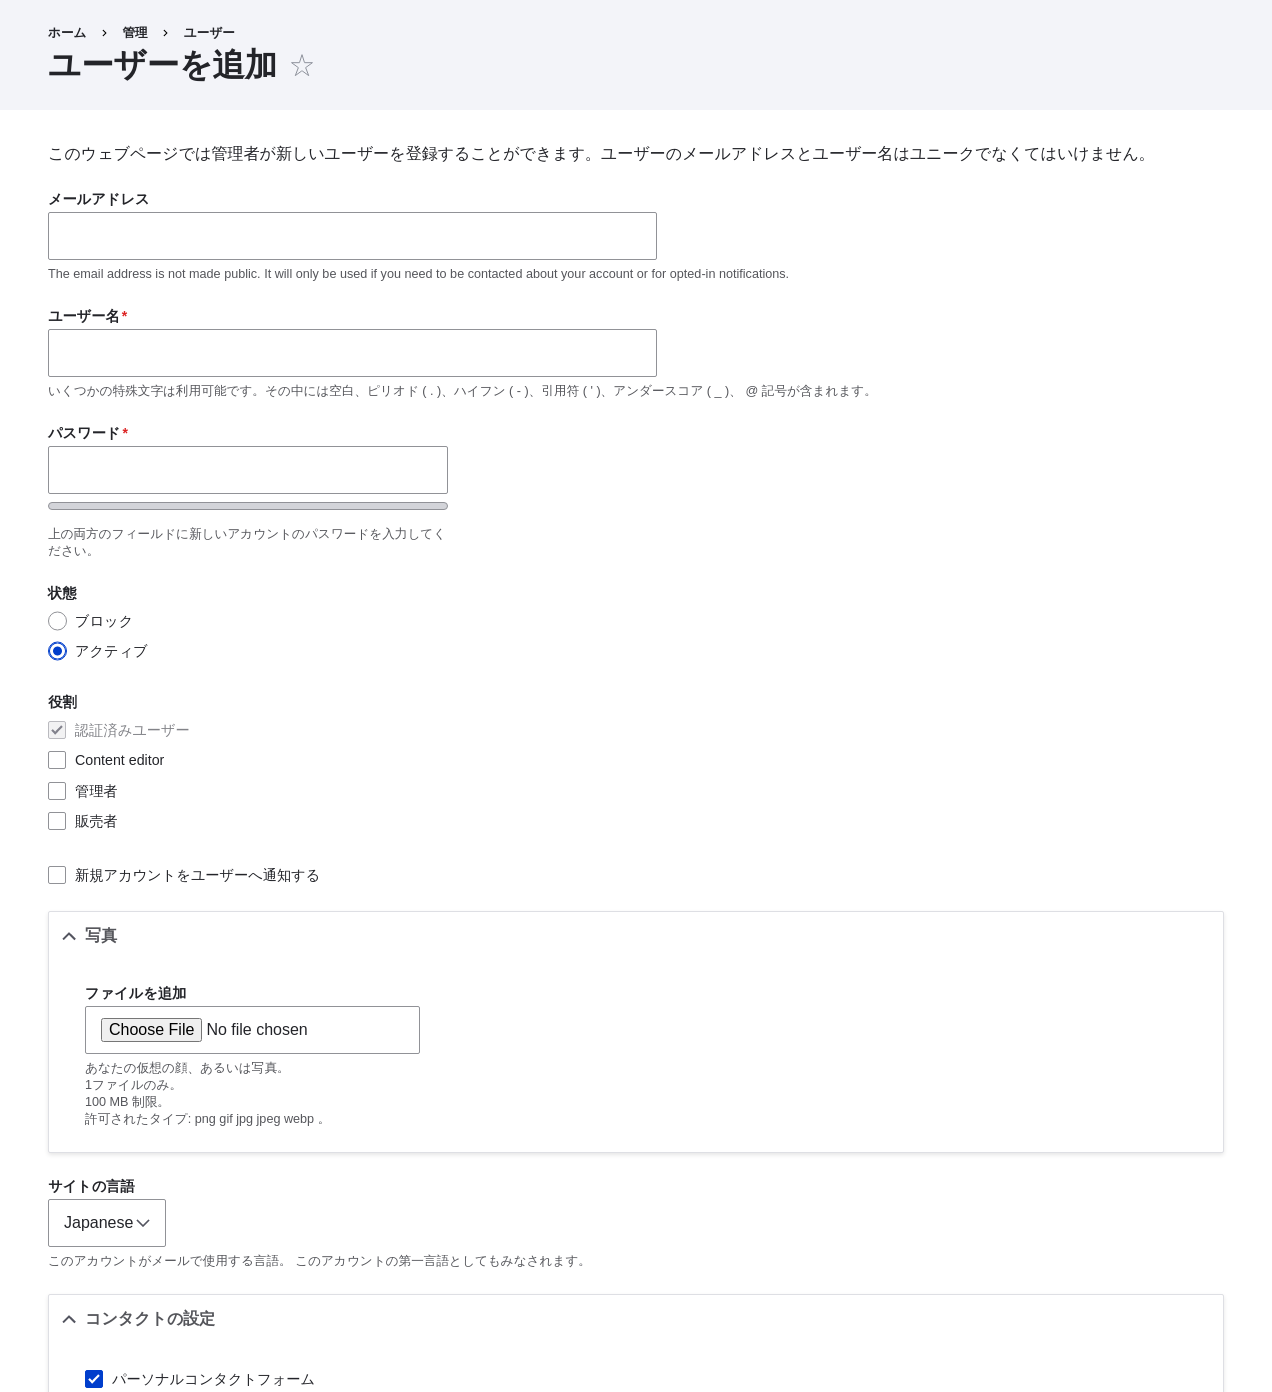 ホーム › 管理 › ユーザー
ユーザーを追加
このウェブページでは管理者が新しいユーザーを登録することができます。ユーザーのメールアドレスとユーザー名はユニークでなくてはいけません。
メールアドレス
The email address is not made public. It will only be used if you need to be contacted about your account or for opted-in notifications.
ユーザー名*
いくつかの特殊文字は利用可能です。その中には空白、ピリオド ( . )、ハイフン ( - )、引用符 ( ' )、アンダースコア ( _ )、 @ 記号が含まれます。
パスワード*
上の両方のフィールドに新しいアカウントのパスワードを入力してく
ださい。
状態
ブロック
アクティブ
役割
認証済みユーザー
Content editor
管理者
販売者
新規アカウントをユーザーへ通知する
写真
ファイルを追加
Choose File No file chosen
あなたの仮想の顔、あるいは写真。
1ファイルのみ。
100 MB 制限。
許可されたタイプ: png gif jpg jpeg webp 。
サイトの言語
Japanese
このアカウントがメールで使用する言語。 このアカウントの第一言語としてもみなされます。
コンタクトの設定
パーソナルコンタクトフォーム